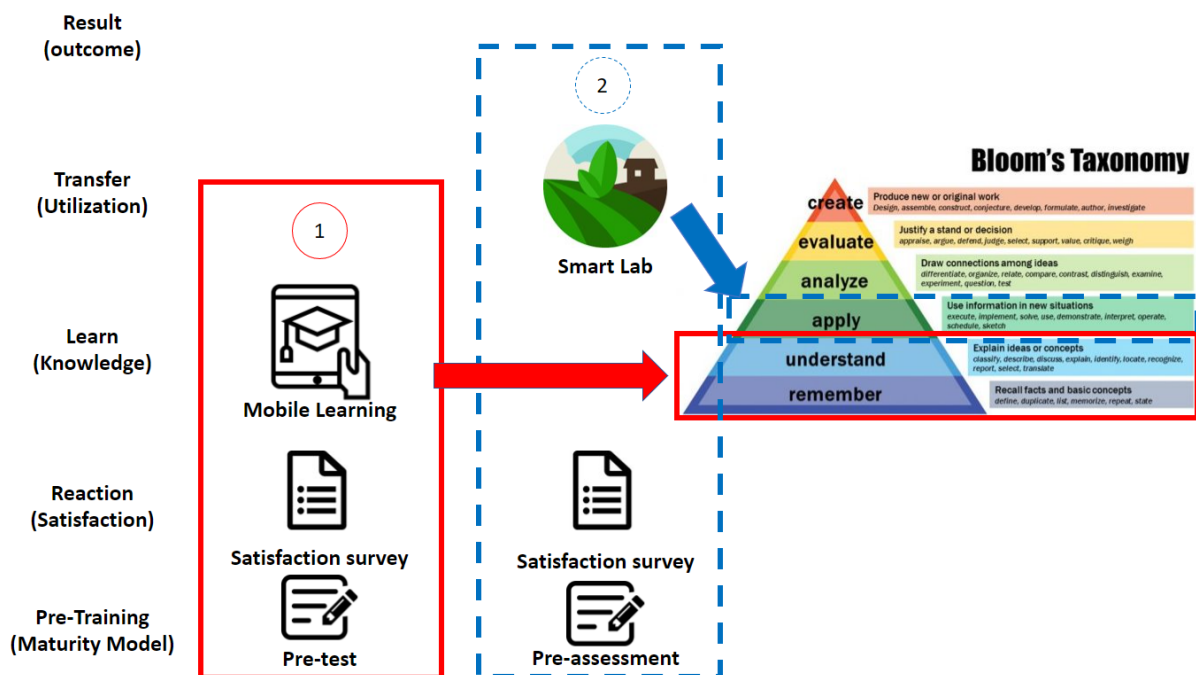 Result
(outcome)
Transfer
(Utilization)
Learn
(Knowledge)
Reaction
(Satisfaction)
Pre-Training
(Maturity Model)
1
Mobile Learning
Satisfaction survey
Pre-test
2
Smart Lab
Satisfaction survey
Pre-assessment
Bloom's Taxonomy
create
Produce new or original work
Design, assemble, construct, conjecture, develop, formulate, author, investigate
evaluate
Justify a stand or decision
appraise, argue, defend, judge, select, support, value, critique, weigh
analyze
Draw connections among ideas
differentiate, organize, relate, compare, contrast, distinguish, examine,
experiment, question, test
apply
Use information in new situations
execute, implement, solve, use, demonstrate, interpret, operate,
schedule, sketch
understand
Explain ideas or concepts
classify, describe, discuss, explain, identify, locate, recognize,
report, select, translate
remember
Recall facts and basic concepts
define, duplicate, list, memorize, repeat, state